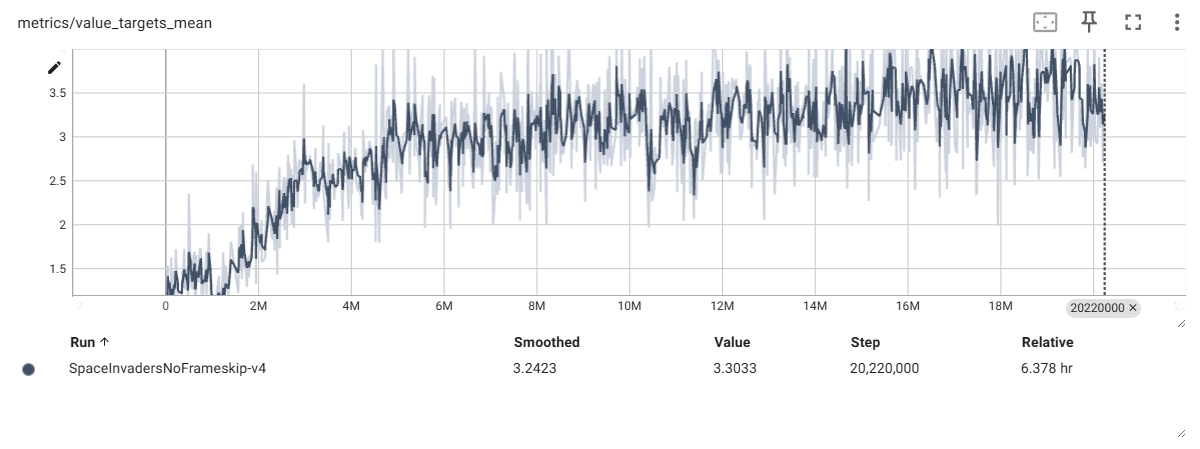 metrics/value_targets_mean
3.5
3
2.5
2
1.5
0 2M 4M 6M 8M 10M 12M 14M 16M 18M 20220000 ×
Run ↑ Smoothed Value Step Relative
SpaceInvadersNoFrameskip-v4 3.2423 3.3033 20,220,000 6.378 hr